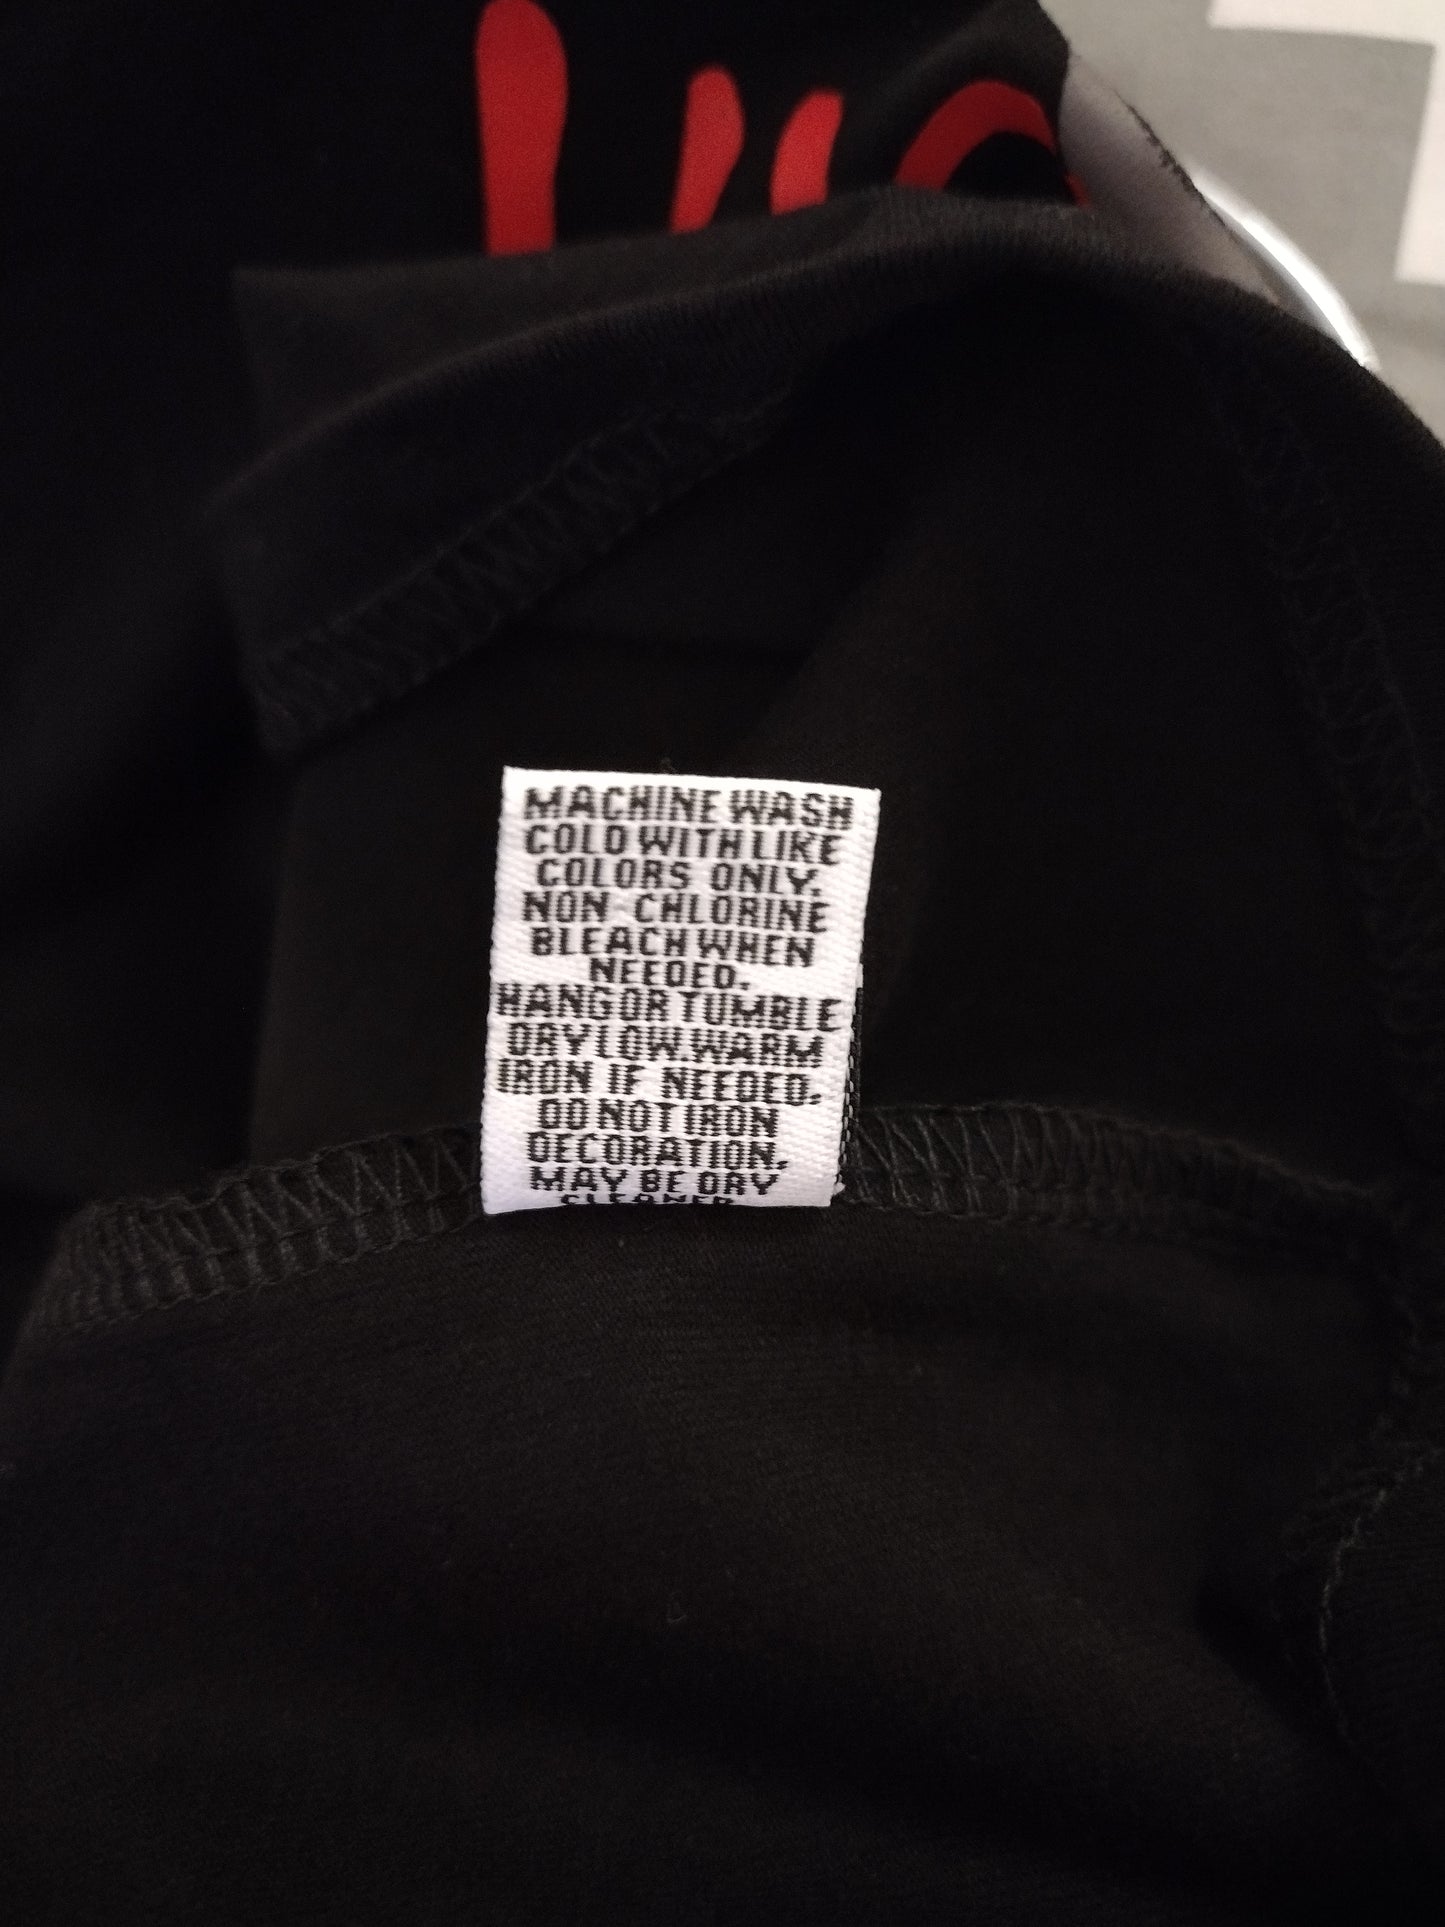 MACHINE WASH
COLD WITH LIKE
COLORS ONLY.
NON-CHLORINE
BLEACH WHEN
NEEDED.
HANG OR TUMBLE
DRY LOW.WARM
IRON IF NEEDED.
DO NOT IRON
DECORATION.
MAY BE DRY
CLEANED.